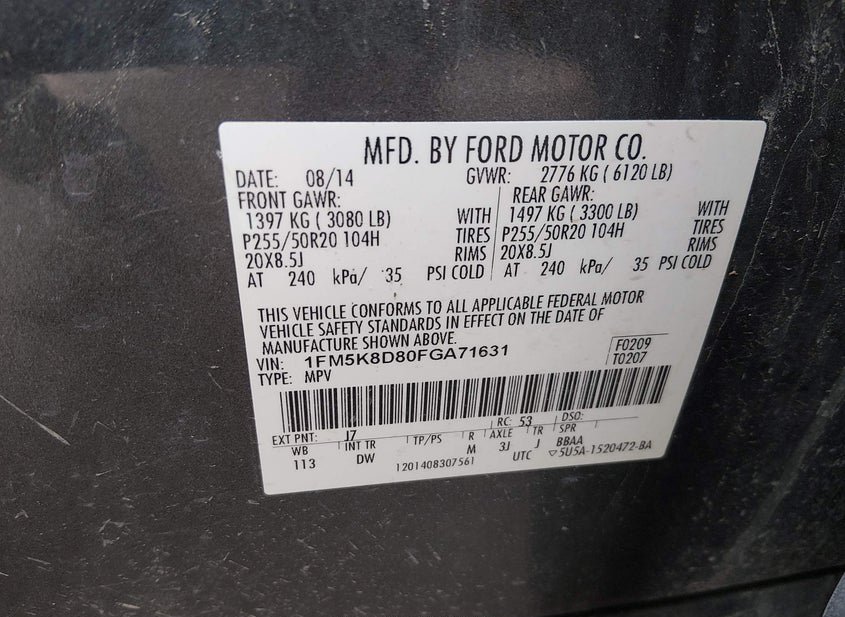 MFD. BY FORD MOTOR CO.
DATE: 08/14 GVWR: 2776 KG ( 6120 LB)
FRONT GAWR: REAR GAWR:
1397 KG ( 3080 LB) WITH 1497 KG ( 3300 LB) WITH
P255/50R20 104H TIRES P255/50R20 104H TIRES
20X8.5J RIMS 20X8.5J RIMS
AT 240 kPa/ 35 PSI COLD AT 240 kPa/ 35 PSI COLD
THIS VEHICLE CONFORMS TO ALL APPLICABLE FEDERAL MOTOR
VEHICLE SAFETY STANDARDS IN EFFECT ON THE DATE OF
MANUFACTURE SHOWN ABOVE.
VIN: 1FM5K8D80FGA71631 F0209
TYPE: MPV T0207
EXT PNT: J7 RC: 53 DSO:
WB INT TR TP/PS R AXLE TR SPR
113 DW M 3J J BBAA
1201408307561 UTC ▽5U5A-1520472-BA